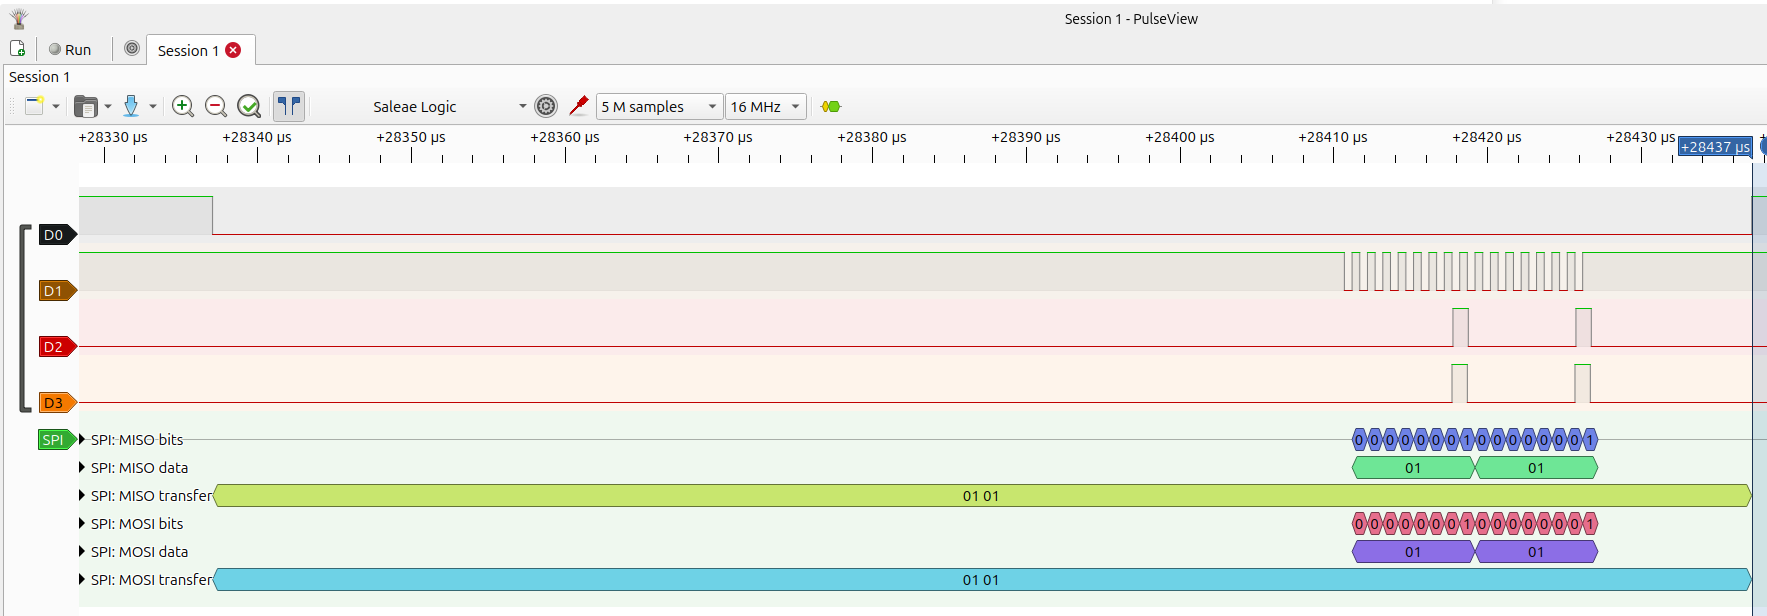 Session 1 - PulseView
Run Session 1
Session 1
Saleae Logic 5 M samples 16 MHz
+28330 µs +28340 µs +28350 µs +28360 µs +28370 µs +28380 µs +28390 µs +28400 µs +28410 µs +28420 µs +28430 µs +28437 µs
D0
D1
D2
D3
SPI SPI: MISO bits 0 0 0 0 0 0 0 1 0 0 0 0 0 0 0 1
SPI: MISO data 01 01
SPI: MISO transfer 01 01
SPI: MOSI bits 0 0 0 0 0 0 0 1 0 0 0 0 0 0 0 1
SPI: MOSI data 01 01
SPI: MOSI transfer 01 01